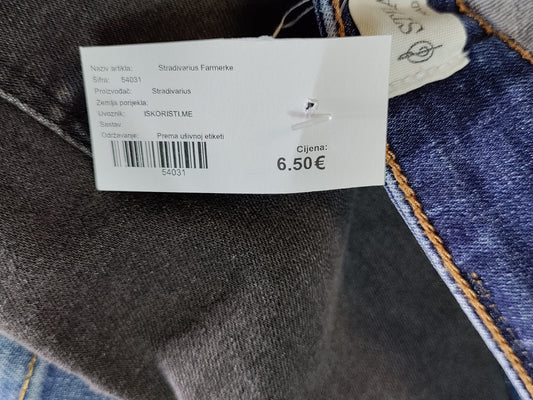 Naziv artikla: Stradivarius Farmerke
Šifra: 54031
Proizvođač: Stradivarius
Zemlja porijekla:
Uvoznik: ISKORISTI.ME
Sastav:
Održavanje: Prema ušivnoj etiketi
54031
Cijena:
6.50€